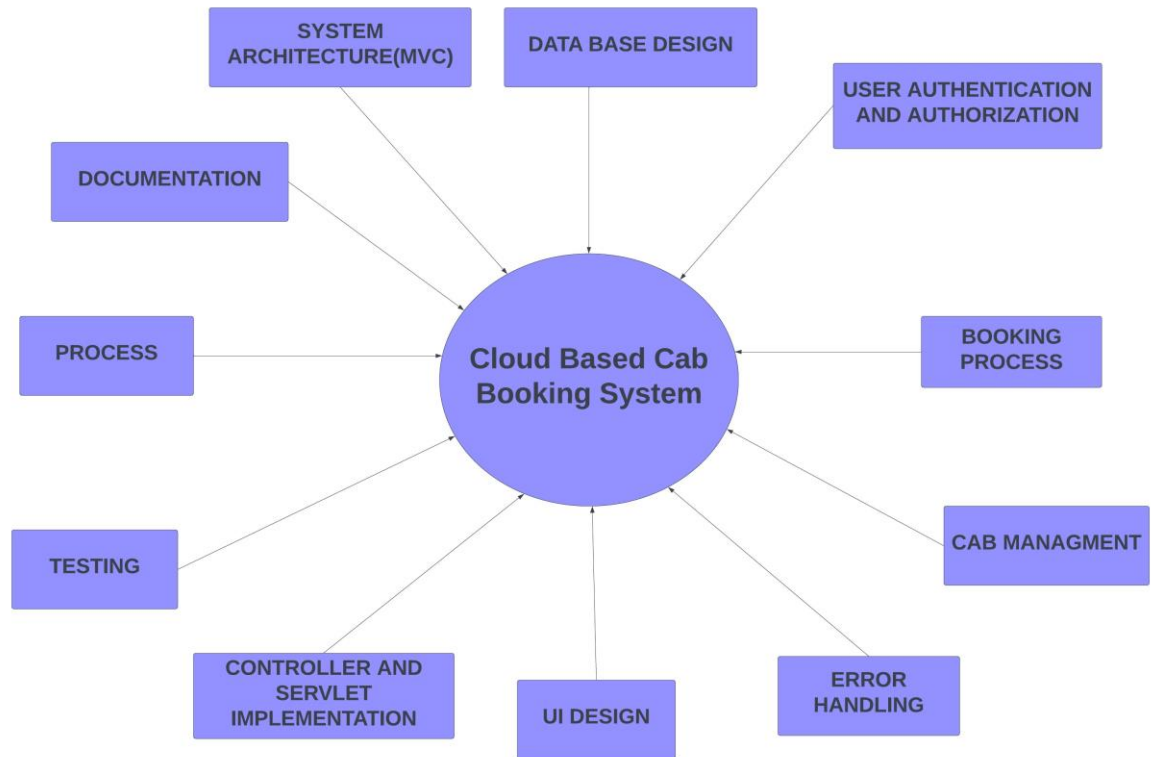 SYSTEM
ARCHITECTURE(MVC)
DATA BASE DESIGN
USER AUTHENTICATION
AND AUTHORIZATION
DOCUMENTATION
PROCESS
Cloud Based Cab
Booking System
BOOKING
PROCESS
TESTING
CAB MANAGMENT
CONTROLLER AND
SERVLET
IMPLEMENTATION
UI DESIGN
ERROR
HANDLING